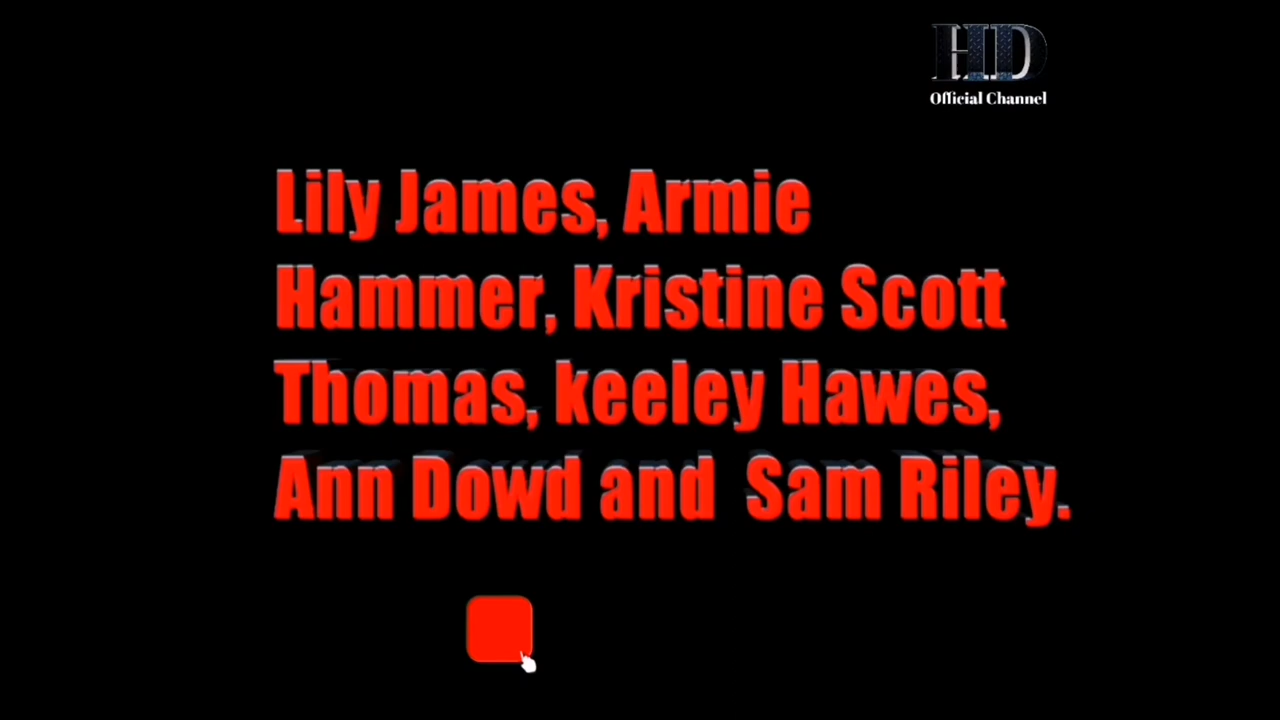 HD
Official Channel
Lily James, Armie
Hammer, Kristine Scott
Thomas, keeley Hawes,
Ann Dowd and Sam Riley.